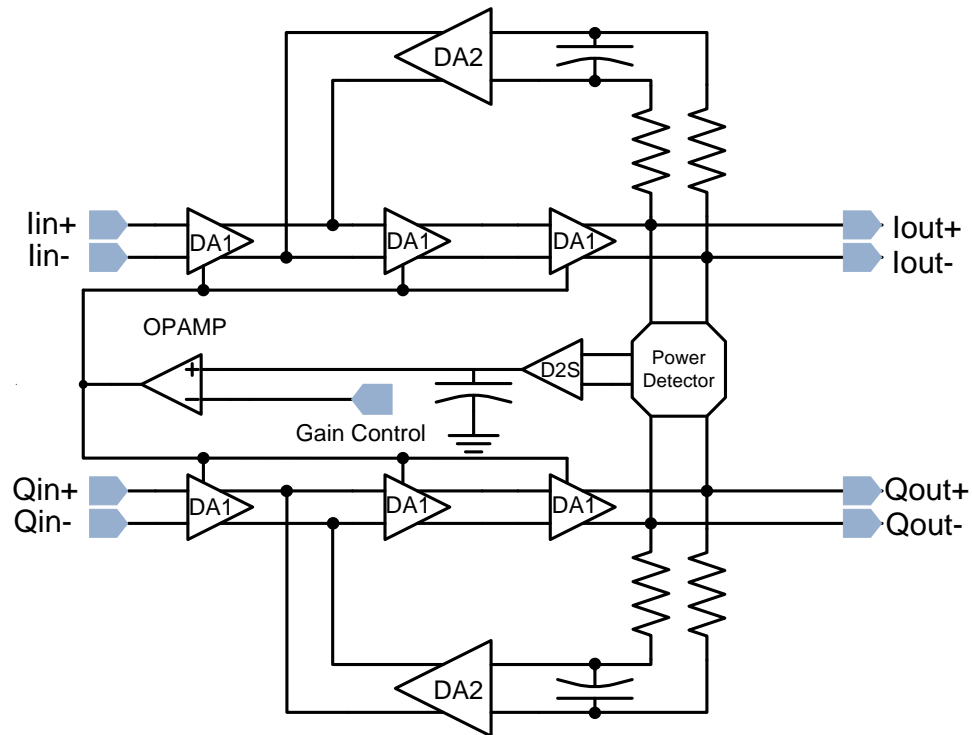 DA2
Iin+
DA1
DA1
DA1
Iout+
Iin-
Iout-
OPAMP
+
−
D2S
Power
Detector
Gain Control
Qin+
DA1
DA1
DA1
Qout+
Qin-
Qout-
DA2